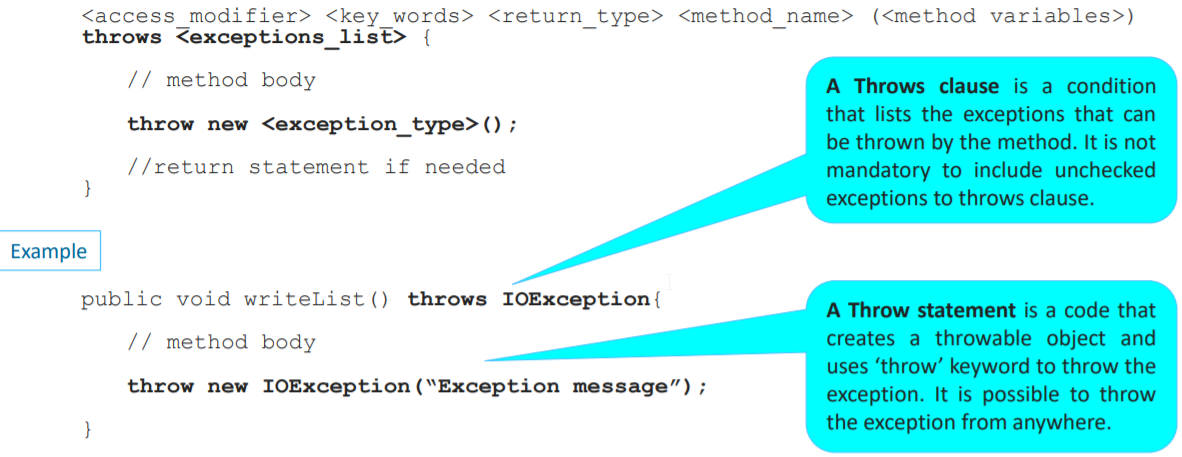 <access_modifier> <key_words> <return_type> <method_name> (<method variables>)
throws <exceptions_list> {
// method body
throw new <exception_type>();
//return statement if needed
}
A Throws clause is a condition
that lists the exceptions that can
be thrown by the method. It is not
mandatory to include unchecked
exceptions to throws clause.
Example
public void writeList() throws IOException{
// method body
throw new IOException(“Exception message”);
}
A Throw statement is a code that
creates a throwable object and
uses ‘throw’ keyword to throw the
exception. It is possible to throw
the exception from anywhere.